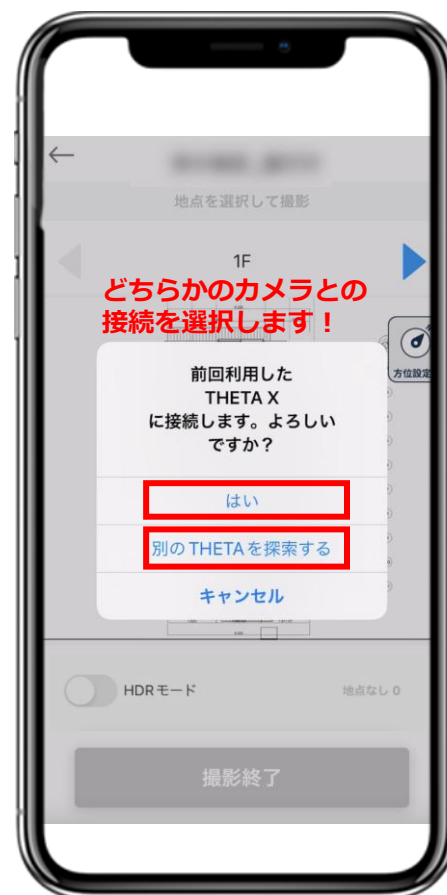 ←
地点を選択して撮影
1F
どちらかのカメラとの
接続を選択します！
方位設定
前回利用した
THETA X
に接続します。よろしい
ですか？
はい
別のTHETAを探索する
キャンセル
HDRモード
地点なし 0
撮影終了